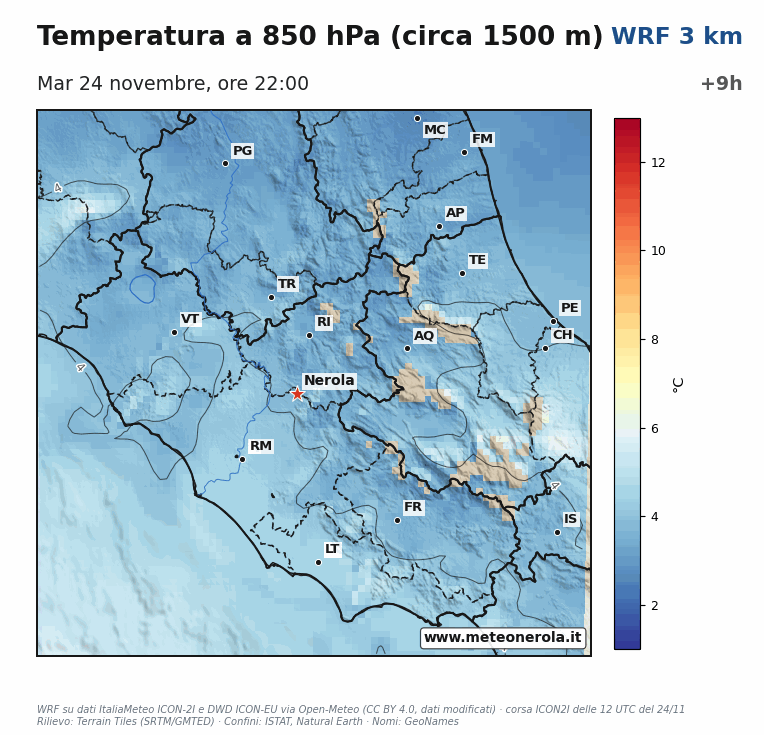 Temperatura a 850 hPa (circa 1500 m) WRF 3 km
Mar 24 novembre, ore 22:00 +9h
MC
FM
PG
4
AP
TE
TR
PE
VT
RI
AQ
CH
4
Nerola
RM
4
FR
IS
LT
www.meteonerola.it
12
10
8
6
4
2
°C
WRF su dati ItaliaMeteo ICON-2I e DWD ICON-EU via Open-Meteo (CC BY 4.0, dati modificati) · corsa ICON2I delle 12 UTC del 24/11
Rilievo: Terrain Tiles (SRTM/GMTED) · Confini: ISTAT, Natural Earth · Nomi: GeoNames